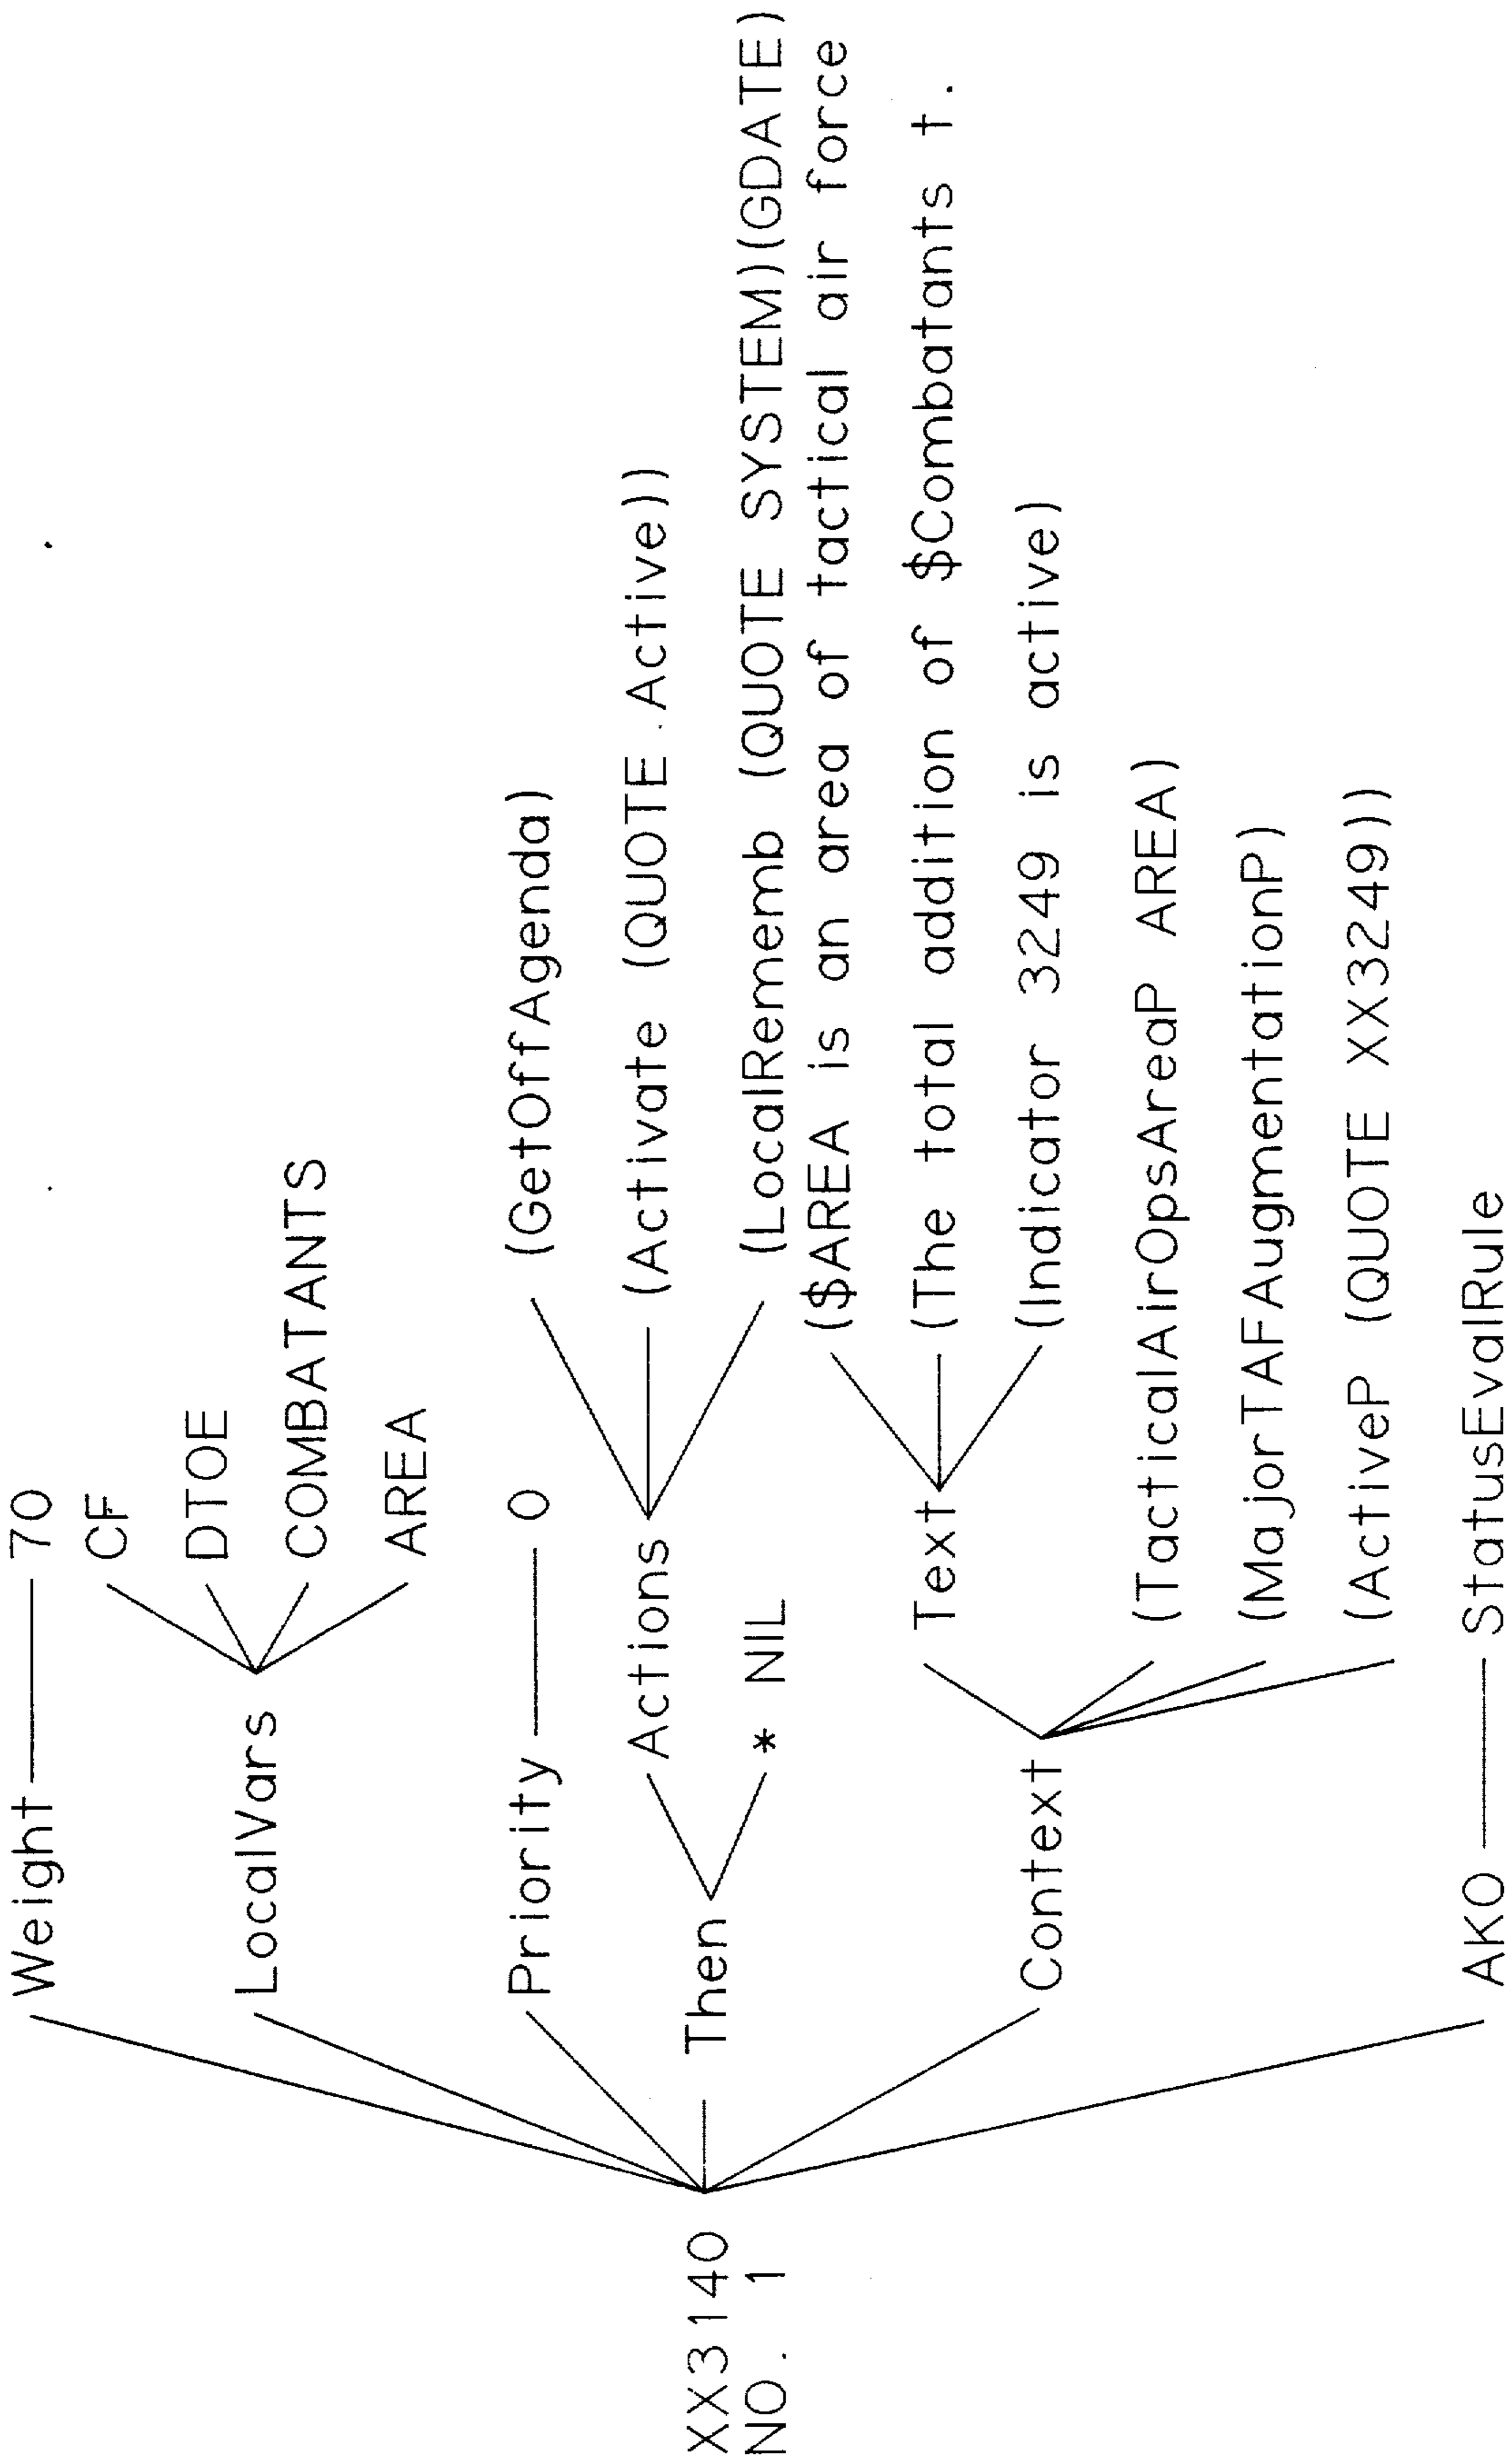 Weight 70
LocalVars CF
DTOE
COMBATANTS
AREA
Priority 0
XX3140
NO. 1
Then
Actions
(GetOffAgenda)
(Activate (QUOTE Active))
(LocalRememb (QUOTE SYSTEM)(GDATE)
* NIL
Context
Text
($AREA is an area of tactical air force
(The total addition of $Combatants t.
(Indicator 3249 is active)
(TacticalAirOpsAreaP AREA)
(MajorTAFAugmentationP)
(ActiveP (QUOTE XX3249))
AKO StatusEvalRule